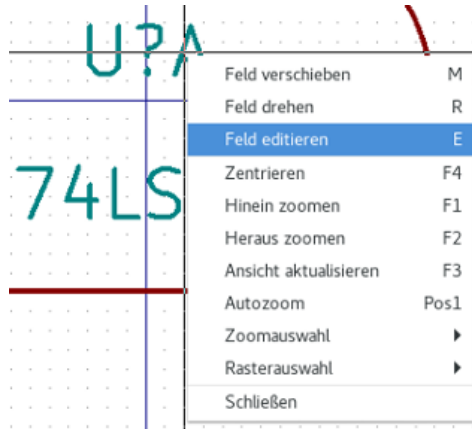 U?A
Feld verschieben M
Feld drehen R
Feld editieren E
74LS
Zentrieren F4
Hinein zoomen F1
Heraus zoomen F2
Ansicht aktualisieren F3
Autozoom Pos1
Zoomauswahl
Rasterauswahl
Schließen